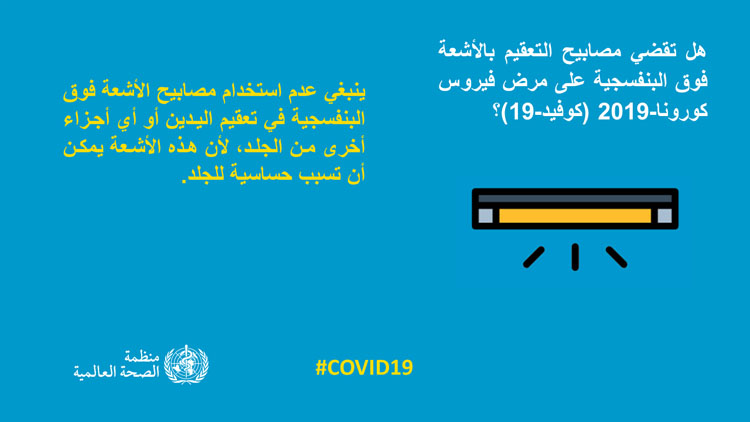 هل تقضي مصابيح التعقيم بالأشعة
فوق البنفسجية على مرض فيروس
كورونا-2019 (كوفيد-19)؟
ينبغي عدم استخدام مصابيح الأشعة فوق
البنفسجية في تعقيم اليدين أو أي أجزاء
أخرى من الجلد، لأن هذه الأشعة يمكن
أن تسبب حساسية للجلد.
منظمة
الصحة العالمية
#COVID19